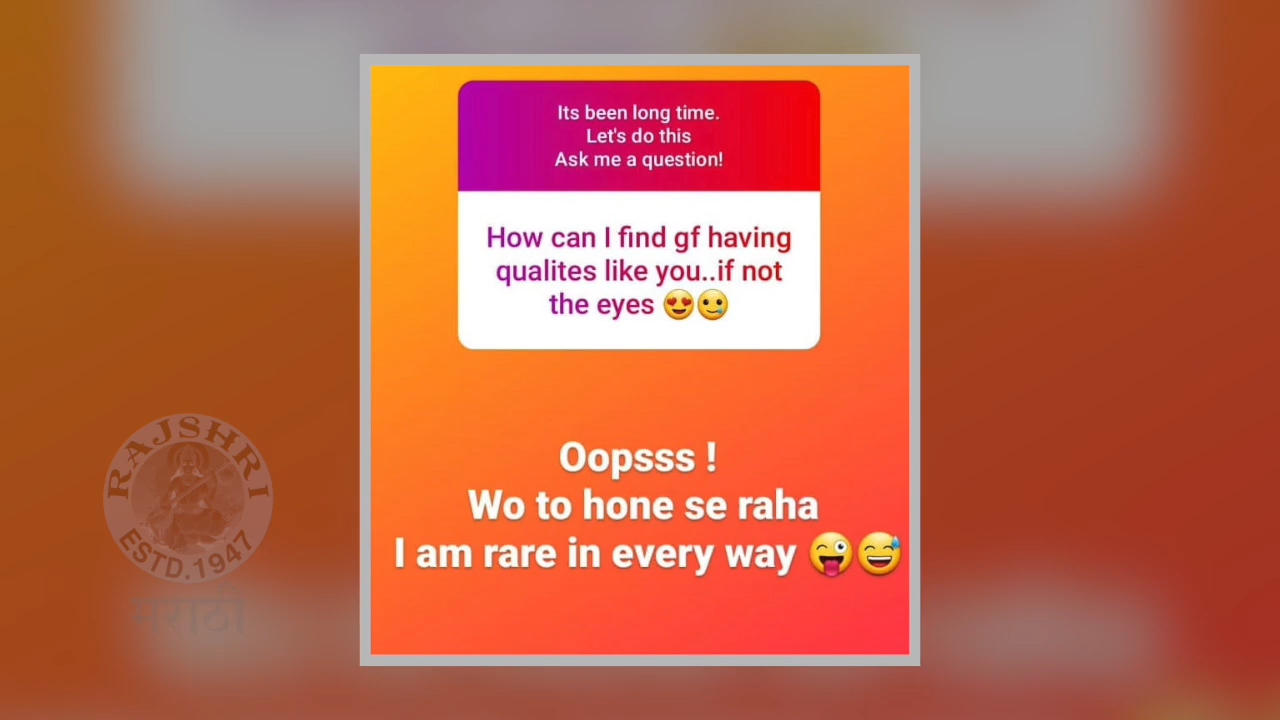 Its been long time.
Let's do this
Ask me a question!
How can I find gf having
qualites like you..if not
the eyes 😍🥲
Oopsss !
Wo to hone se raha
I am rare in every way 😜😅
RAJSHRI
ESTD.1947
मराठी